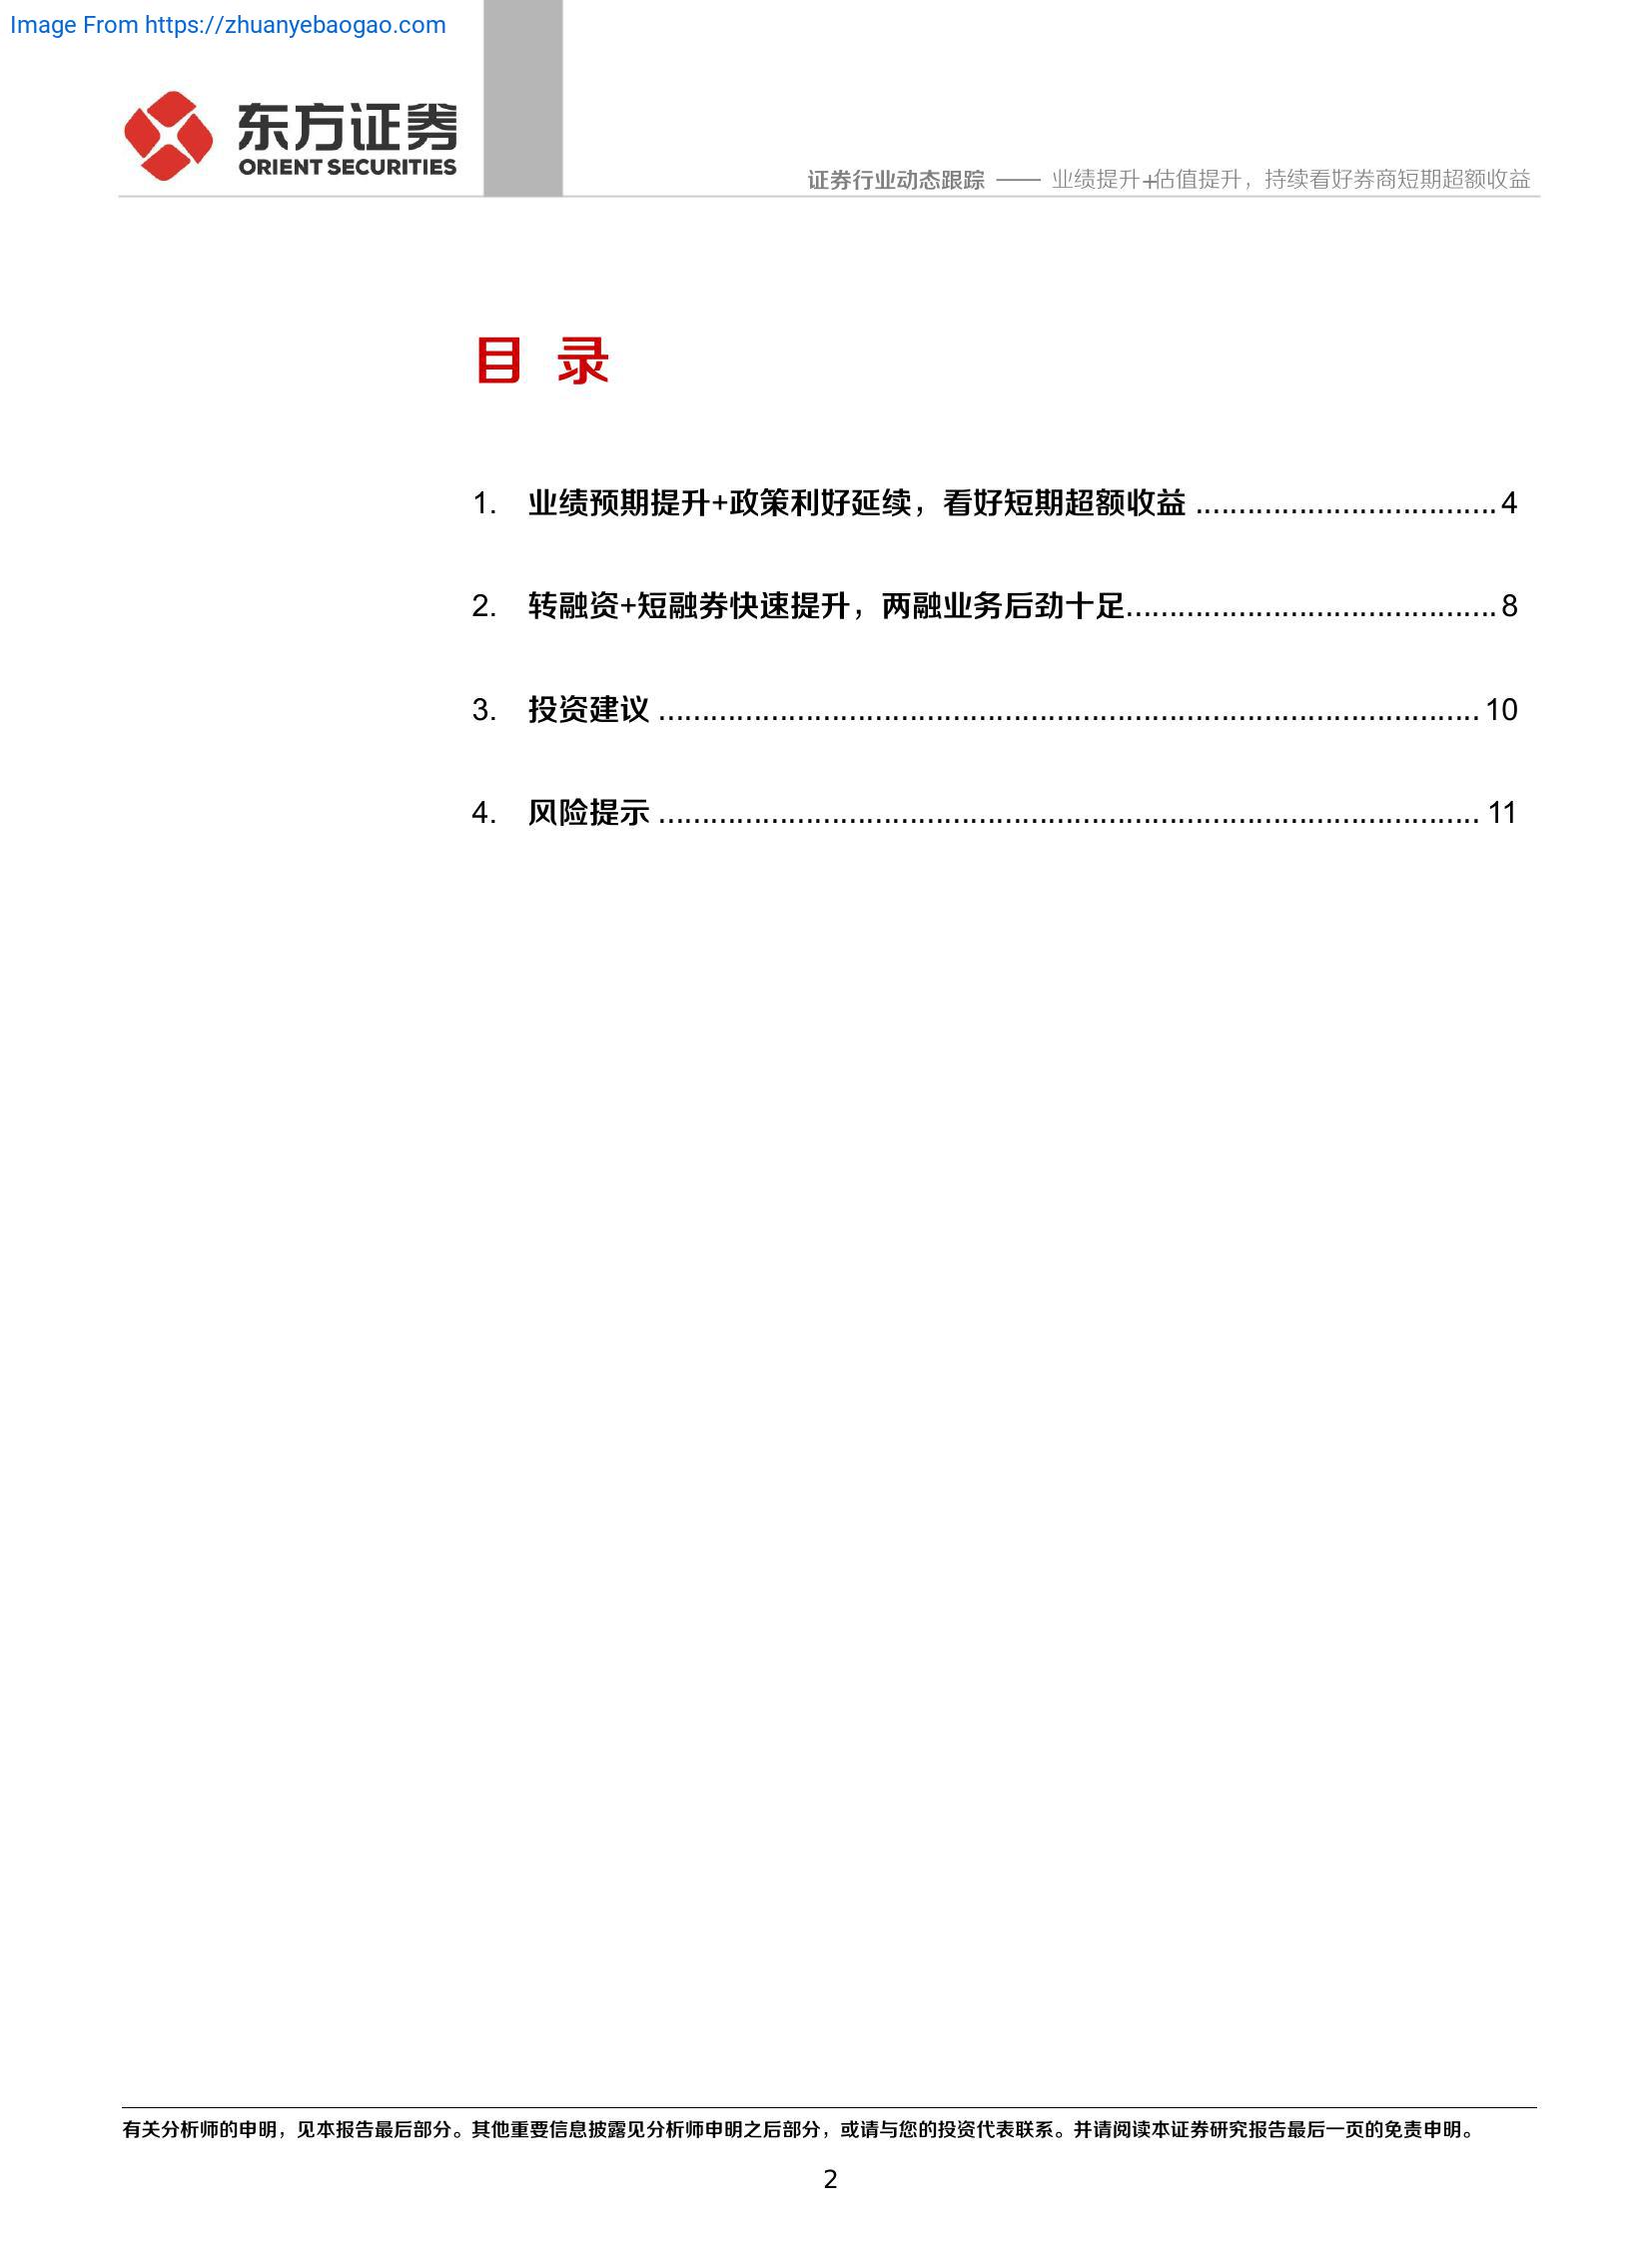 Image From https://zhuanyebaogao.com
东方证券
ORIENT SECURITIES
证券行业动态跟踪 —— 业绩提升+估值提升，持续看好券商短期超额收益
目 录
1. 业绩预期提升+政策利好延续，看好短期超额收益 ................................... 4
2. 转融资+短融券快速提升，两融业务后劲十足........................................... 8
3. 投资建议 ............................................................................................... 10
4. 风险提示 ............................................................................................... 11
有关分析师的申明，见本报告最后部分。其他重要信息披露见分析师申明之后部分，或请与您的投资代表联系。并请阅读本证券研究报告最后一页的免责申明。
2